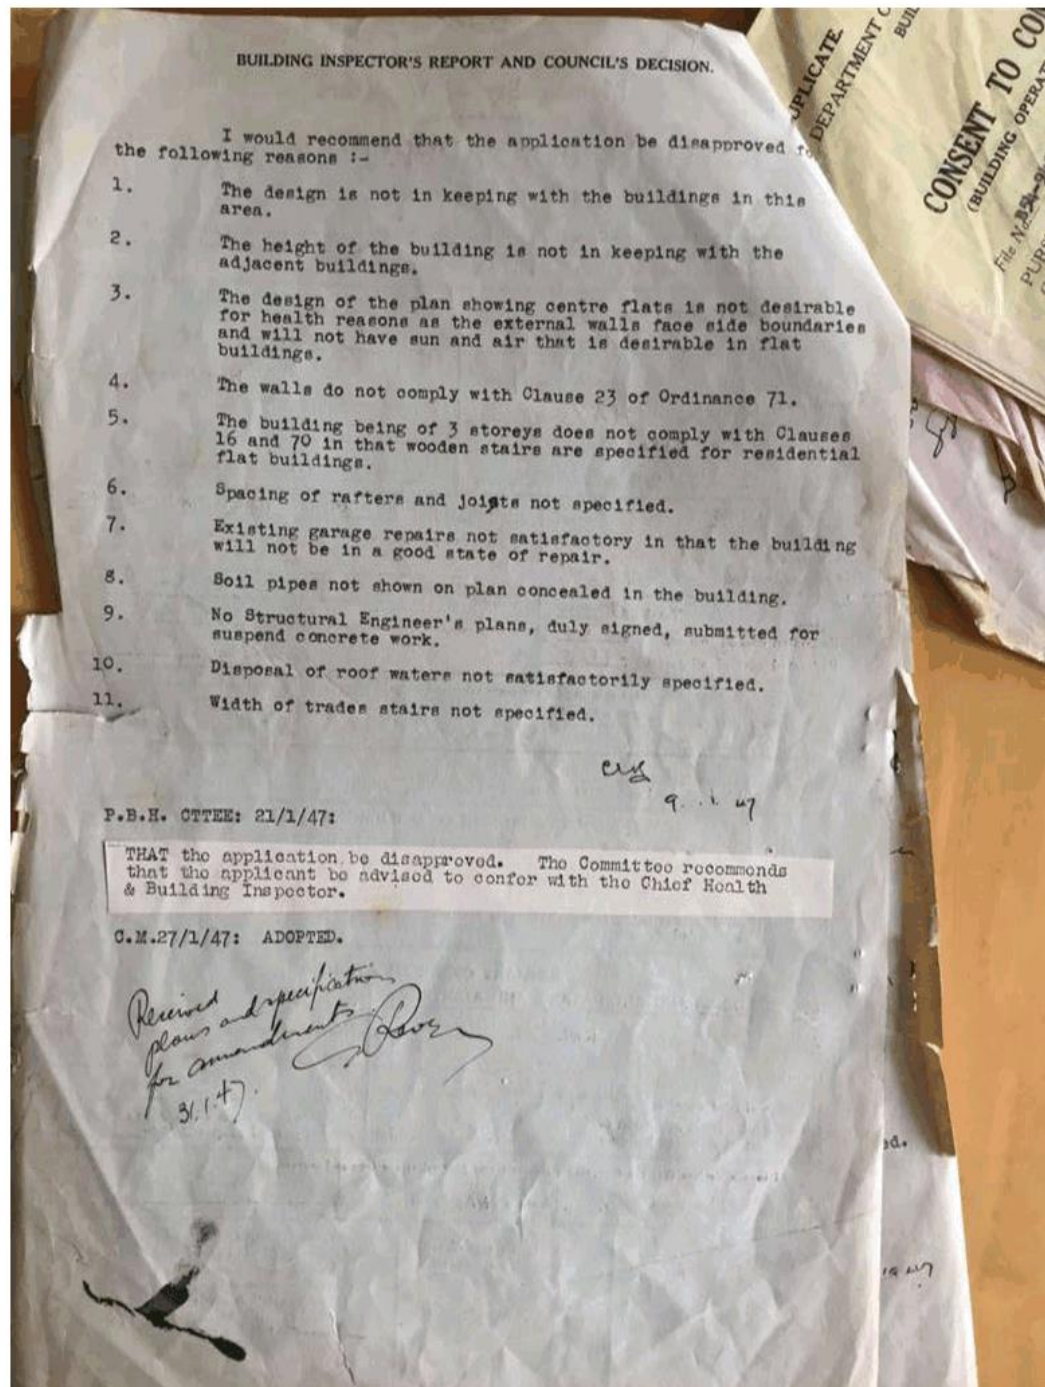 BUILDING INSPECTOR'S REPORT AND COUNCIL'S DECISION.
I would recommend that the application be disapproved
the following reasons :-
1. The design is not in keeping with the buildings in this
area.
2. The height of the building is not in keeping with the
adjacent buildings.
3. The design of the plan showing centre flats is not desirable
for health reasons as the external walls face side boundaries
and will not have sun and air that is desirable in flat
buildings.
4. The walls do not comply with Clause 23 of Ordinance 71.
5. The building being of 3 storeys does not comply with Clauses
16 and 70 in that wooden stairs are specified for residential
flat buildings.
6. Spacing of rafters and joists not specified.
7. Existing garage repairs not satisfactory in that the building
will not be in a good state of repair.
8. Soil pipes not shown on plan concealed in the building.
9. No Structural Engineer's plans, duly signed, submitted for
suspend concrete work.
10. Disposal of roof waters not satisfactorily specified.
11. Width of trades stairs not specified.
P.B.H. CTTEE: 21/1/47:
THAT the application be disapproved. The Committee recommends
that the applicant be advised to confer with the Chief Health
& Building Inspector.
C.M.27/1/47: ADOPTED.
Received
plans and specification
for amendments
31.1.47.
DEPARTMENT
CONSENT TO
(BUILDING
File No.